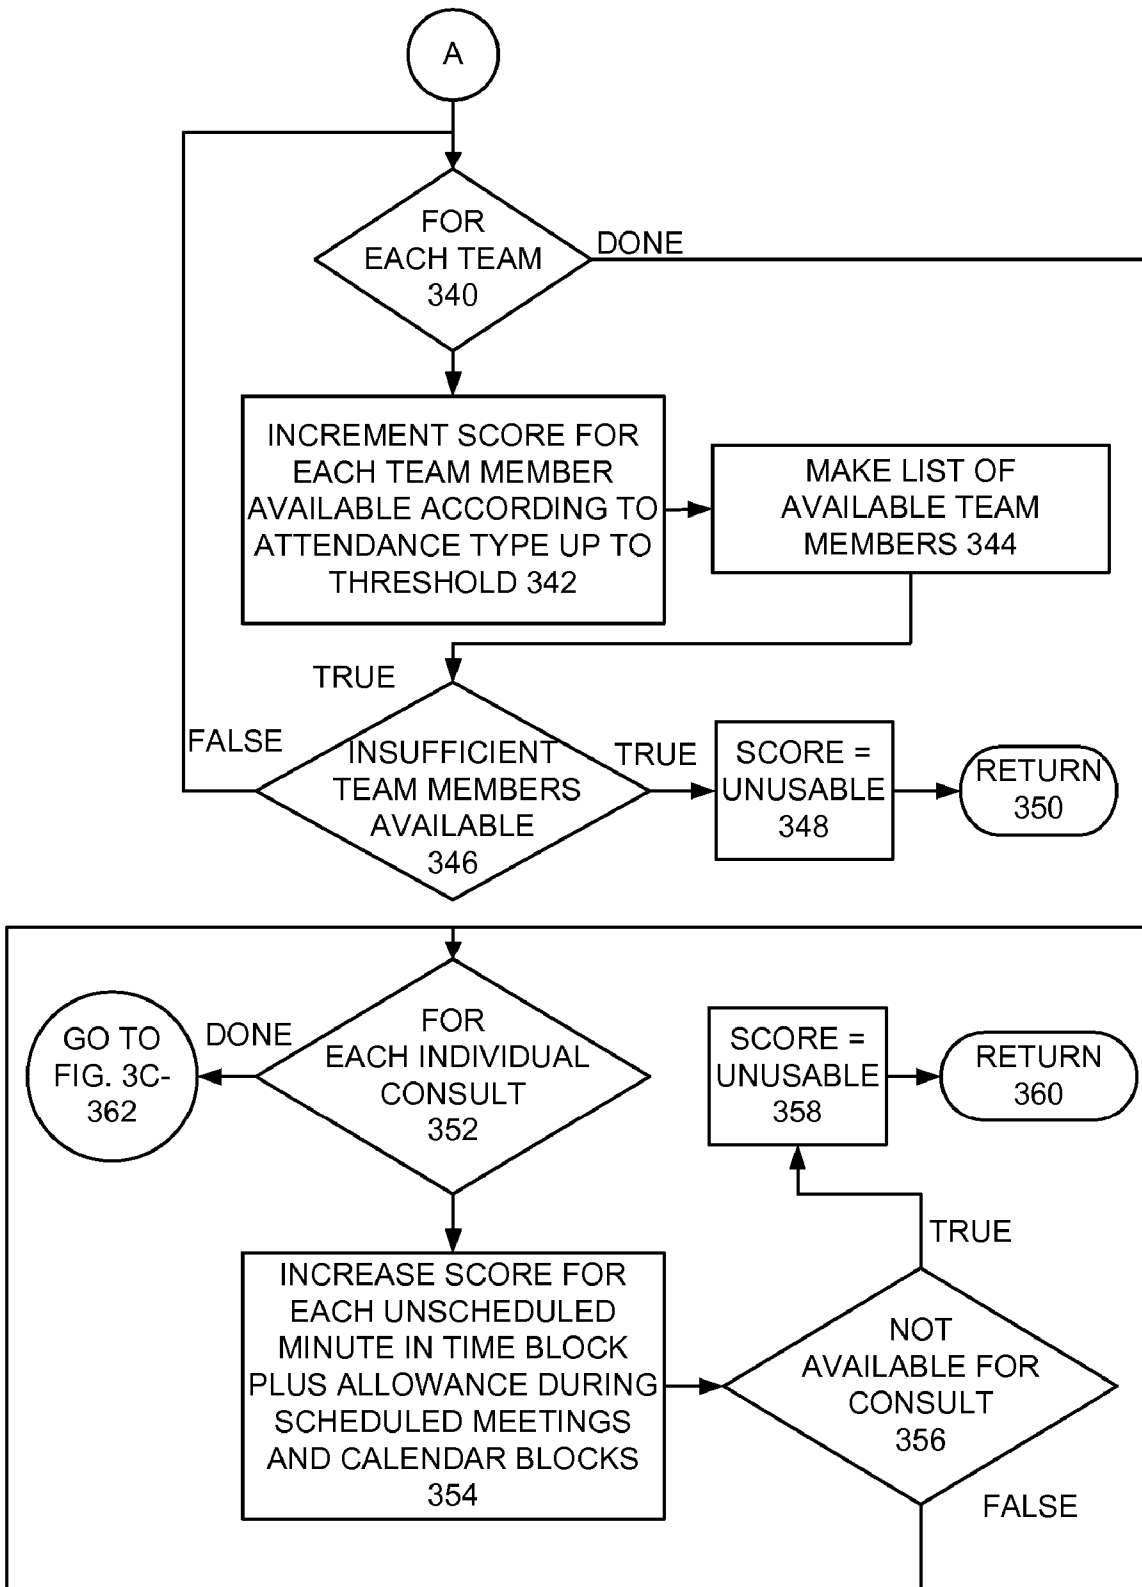 A
FOR
EACH TEAM
340
DONE
INCREMENT SCORE FOR
EACH TEAM MEMBER
AVAILABLE ACCORDING TO
ATTENDANCE TYPE UP TO
THRESHOLD 342
MAKE LIST OF
AVAILABLE TEAM
MEMBERS 344
TRUE
FALSE
INSUFFICIENT
TEAM MEMBERS
AVAILABLE
346
TRUE
SCORE =
UNUSABLE
348
RETURN
350
GO TO
FIG. 3C-
362
DONE
FOR
EACH INDIVIDUAL
CONSULT
352
SCORE =
UNUSABLE
358
RETURN
360
TRUE
INCREASE SCORE FOR
EACH UNSCHEDULED
MINUTE IN TIME BLOCK
PLUS ALLOWANCE DURING
SCHEDULED MEETINGS
AND CALENDAR BLOCKS
354
NOT
AVAILABLE FOR
CONSULT
356
FALSE